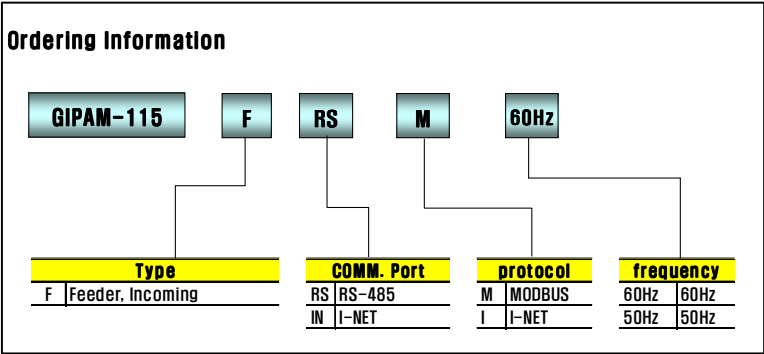 Ordering Information
GIPAM-115 F RS M 60Hz
Type COMM. Port protocol frequency
F Feeder, Incoming RS RS-485 M MODBUS 60Hz 60Hz
IN I-NET I I-NET 50Hz 50Hz